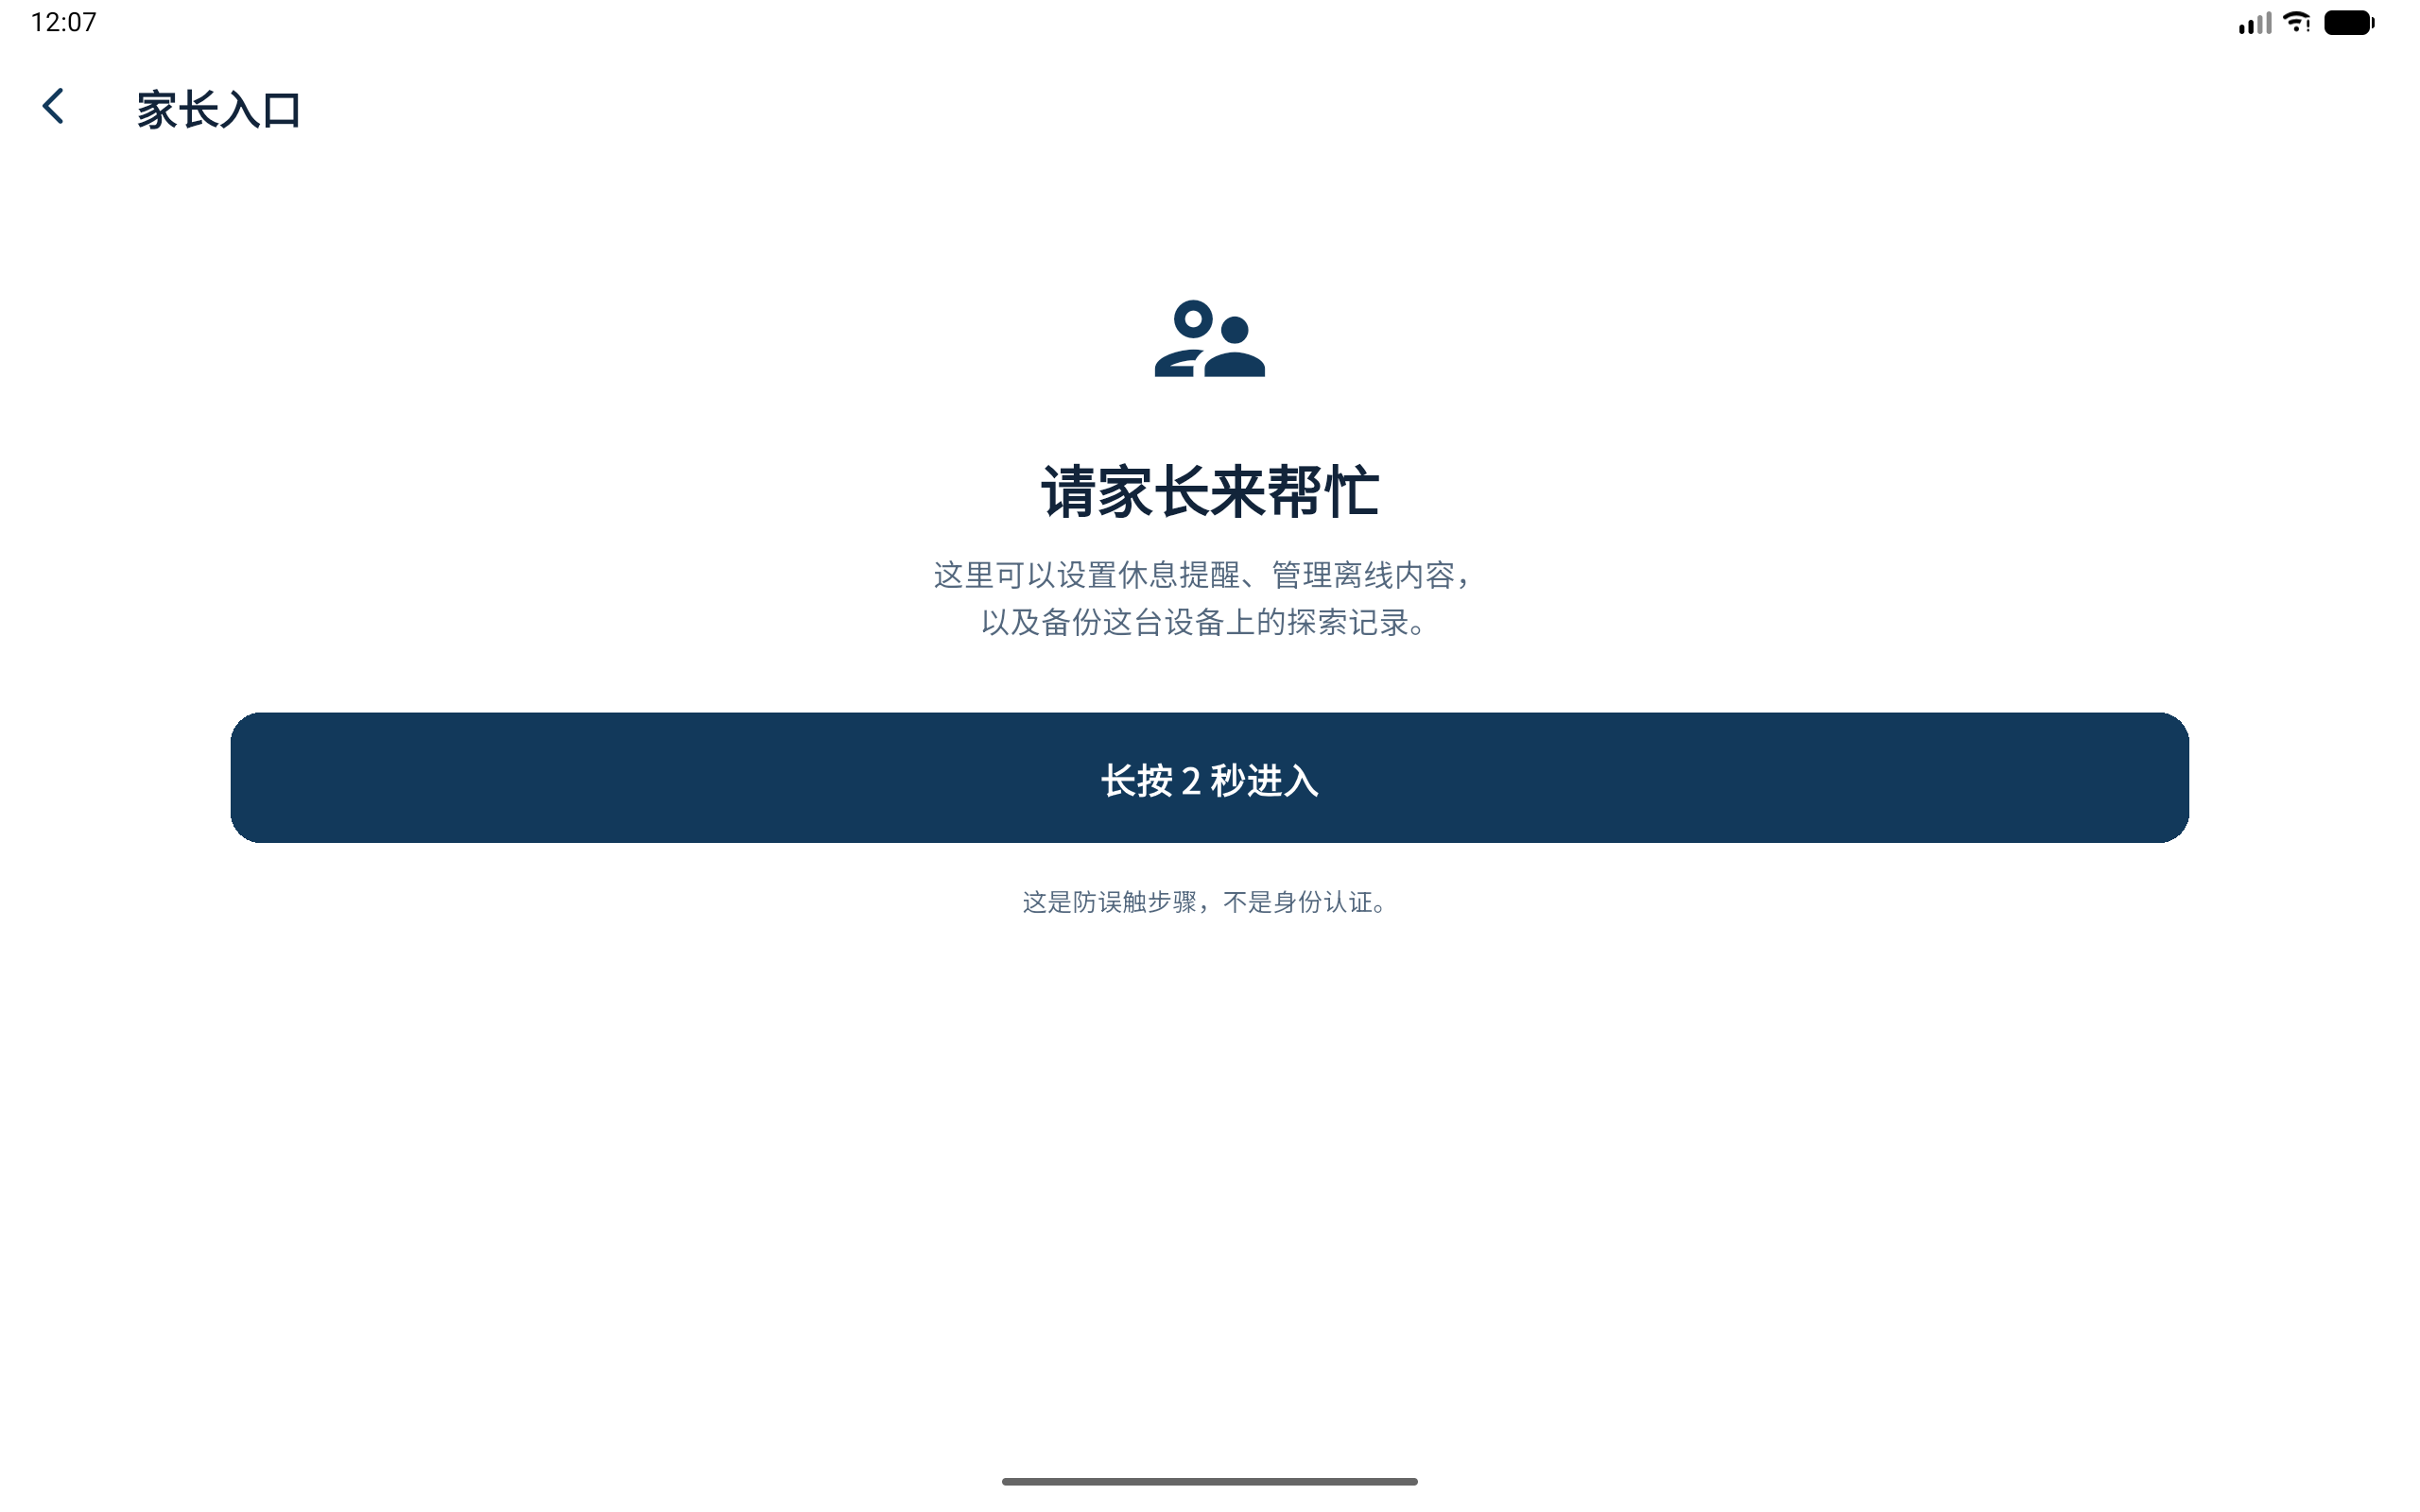 12:07
家长入口
请家长来帮忙
这里可以设置休息提醒、管理离线内容，
以及备份这台设备上的探索记录。
长按 2 秒进入
这是防误触步骤，不是身份认证。